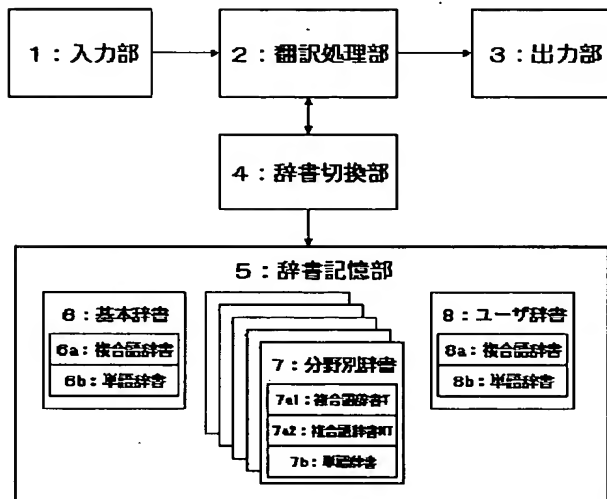 1：入力部
2：翻訳処理部
3：出力部
4：辞書切換部
5：辞書記憶部
6：基本辞書
6a：複合語辞書
6b：単語辞書
7：分野別辞書
7a1：複合語辞書T
7a2：複合語辞書NT
7b：単語辞書
8：ユーザ辞書
8a：複合語辞書
8b：単語辞書